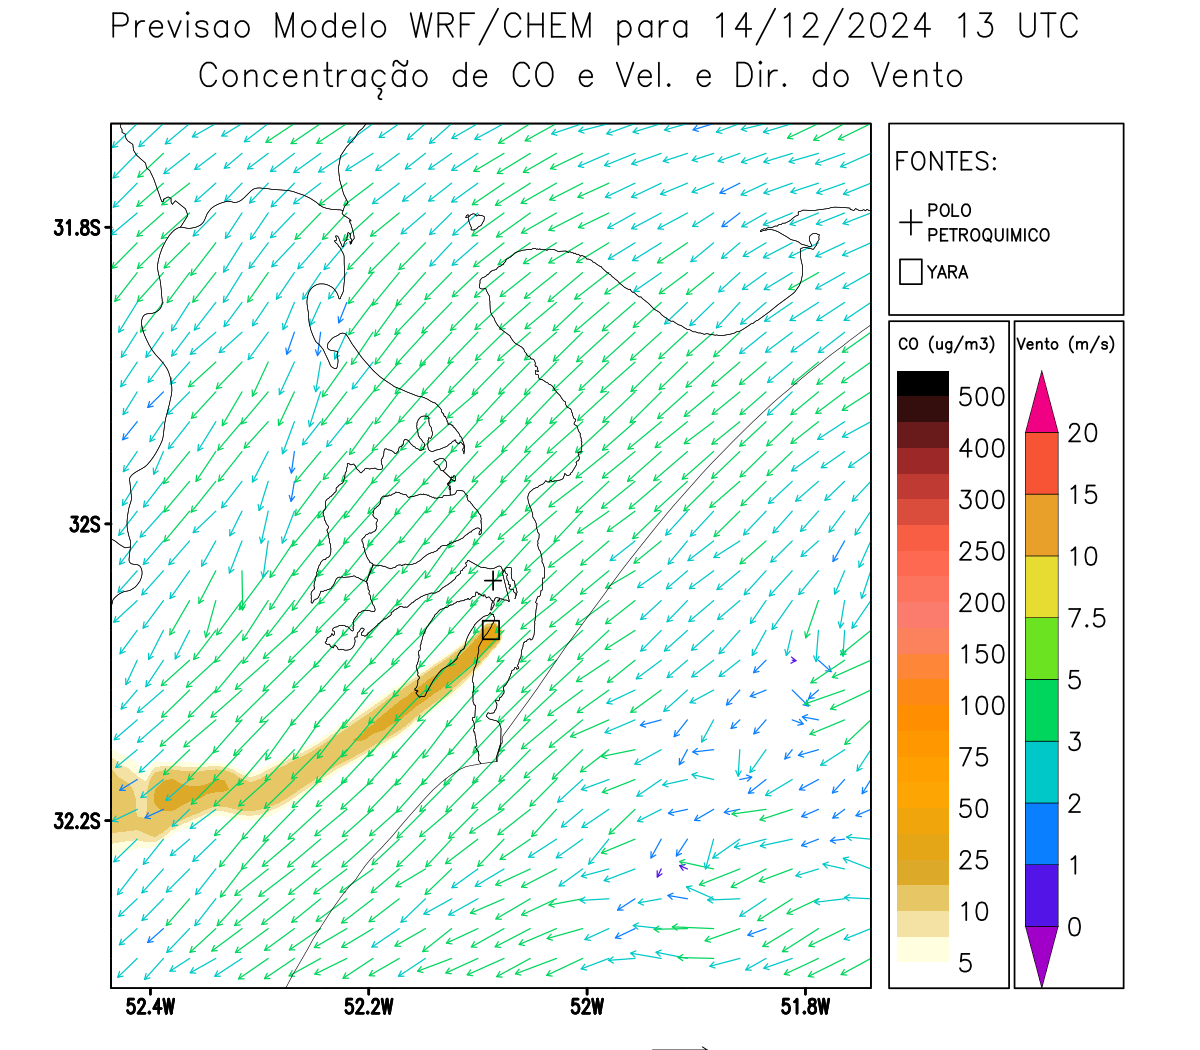 Previsao Modelo WRF/CHEM para 14/12/2024 13 UTC
Concentração de CO e Vel. e Dir. do Vento
FONTES:
POLO
PETROQUIMICO
YARA
CO (ug/m3)
500
400
300
250
200
150
100
75
50
25
10
5
Vento (m/s)
20
15
10
7.5
5
3
2
1
0
31.8S
32S
32.2S
52.4W
52.2W
52W
51.8W